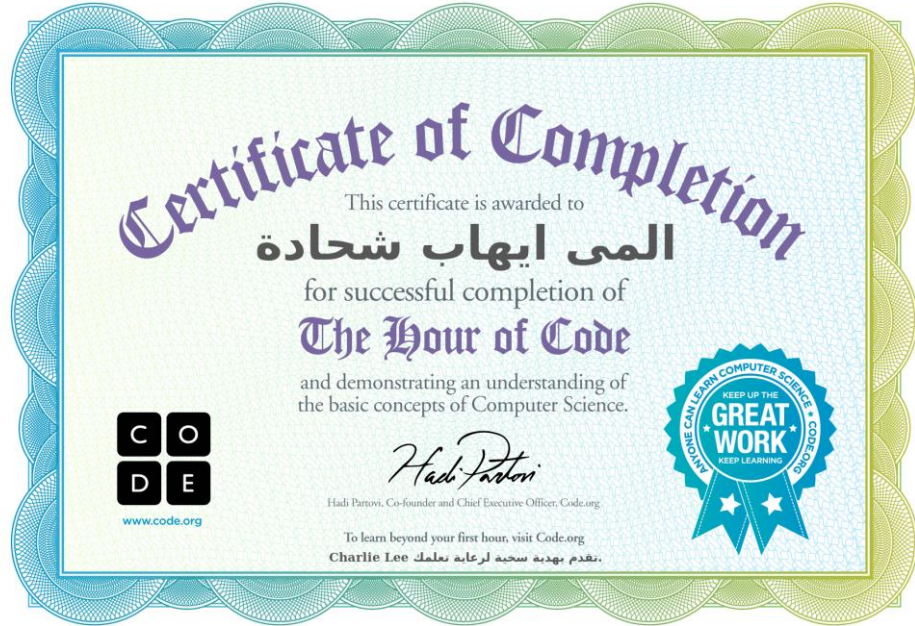 Certificate of Completion
This certificate is awarded to
المى ايهاب شحادة
for successful completion of
The Hour of Code
and demonstrating an understanding of
the basic concepts of Computer Science.
C O
D E
www.code.org
Hadi Partovi
Hadi Partovi, Co-founder and Chief Executive Officer, Code.org
To learn beyond your first hour, visit Code.org
Charlie Lee تقدم بهدية سخية لرعاية تعلمك.
ANYONE CAN LEARN COMPUTER SCIENCE • CODE.ORG
KEEP UP THE
GREAT
WORK
KEEP LEARNING